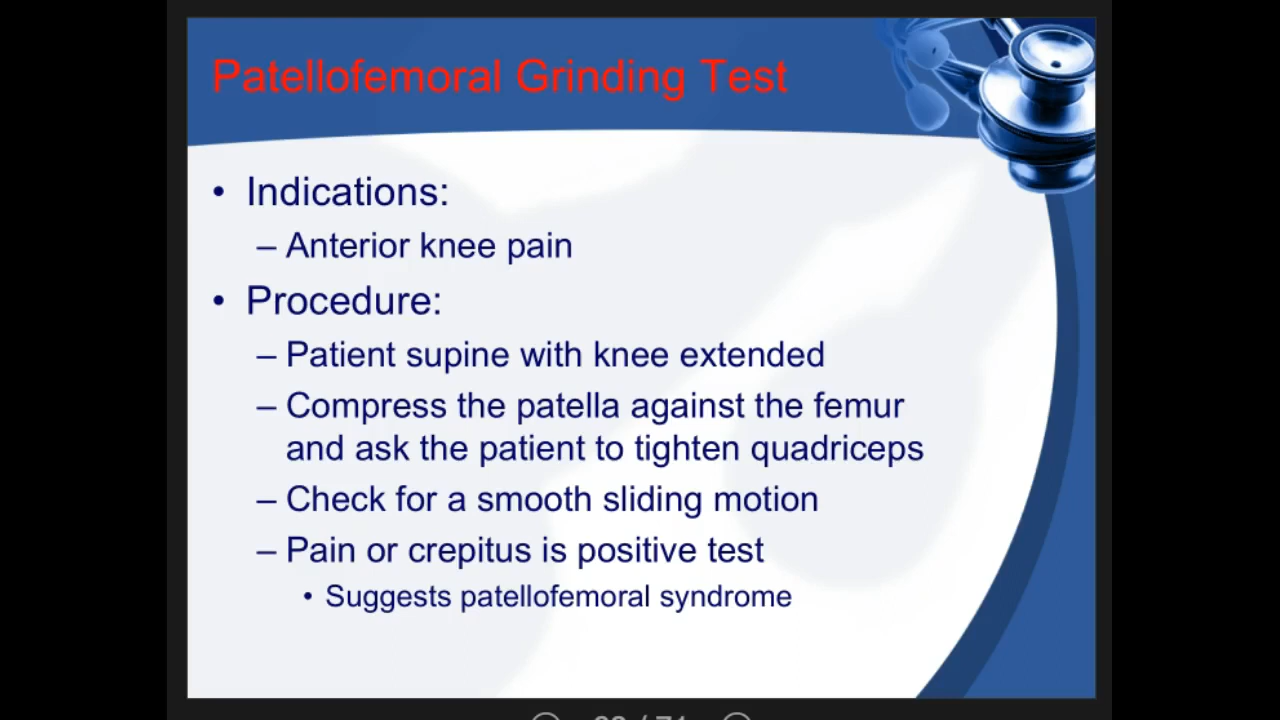 Patellofemoral Grinding Test
• Indications:
– Anterior knee pain
• Procedure:
– Patient supine with knee extended
– Compress the patella against the femur
and ask the patient to tighten quadriceps
– Check for a smooth sliding motion
– Pain or crepitus is positive test
• Suggests patellofemoral syndrome